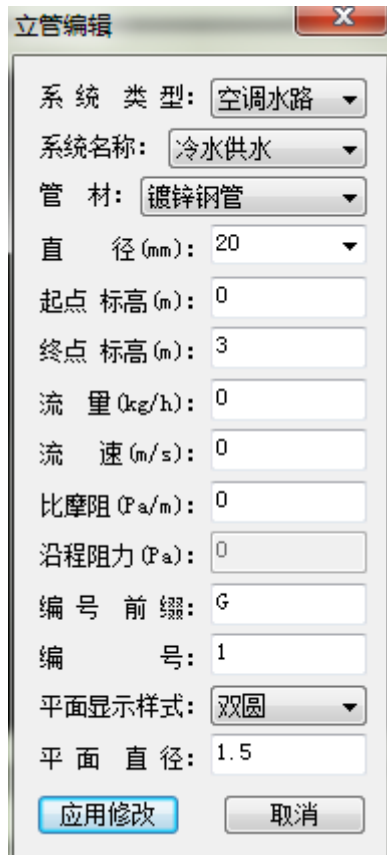 立管编辑
系统 类型: 空调水路
系统名称: 冷水供水
管 材: 镀锌钢管
直 径(mm): 20
起点 标高(m): 0
终点 标高(m): 3
流 量(kg/h): 0
流 速(m/s): 0
比摩阻(Pa/m): 0
沿程阻力(Pa): 0
编号 前缀: G
编 号: 1
平面显示样式: 双圆
平面 直径: 1.5
应用修改 取消